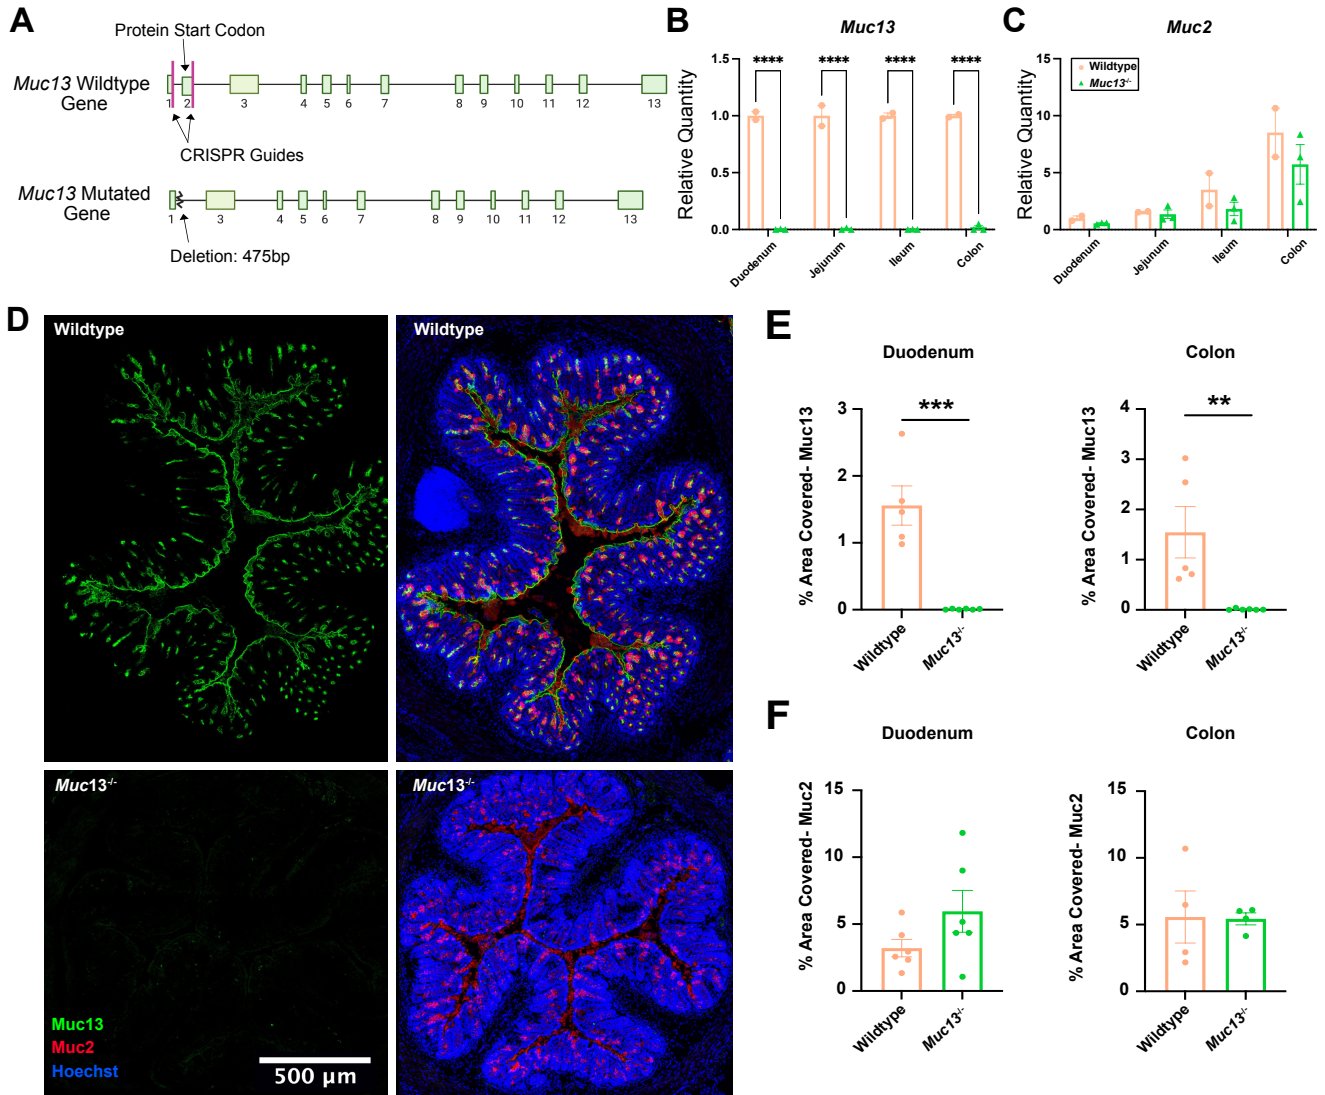 A
Protein Start Codon
Muc13 Wildtype
Gene
1 2 3 4 5 6 7 8 9 10 11 12 13
CRISPR Guides
Muc13 Mutated
Gene
1 3 4 5 6 7 8 9 10 11 12 13
Deletion: 475bp
B
Muc13
Relative Quantity
1.5
1.0
0.5
0.0
**** **** **** ****
Duodenum
Jejunum
Ileum
Colon
C
Muc2
Relative Quantity
15
10
5
0
Wildtype
Muc13-/-
Duodenum
Jejunum
Ileum
Colon
D
Wildtype
Wildtype
Muc13-/-
Muc13-/-
Muc13
Muc2
Hoechst
500 µm
E
Duodenum
% Area Covered- Muc13
3
2
1
0
***
Wildtype
Muc13-/-
Colon
% Area Covered- Muc13
4
3
2
1
0
**
Wildtype
Muc13-/-
F
Duodenum
% Area Covered- Muc2
15
10
5
0
Wildtype
Muc13-/-
Colon
% Area Covered- Muc2
15
10
5
0
Wildtype
Muc13-/-